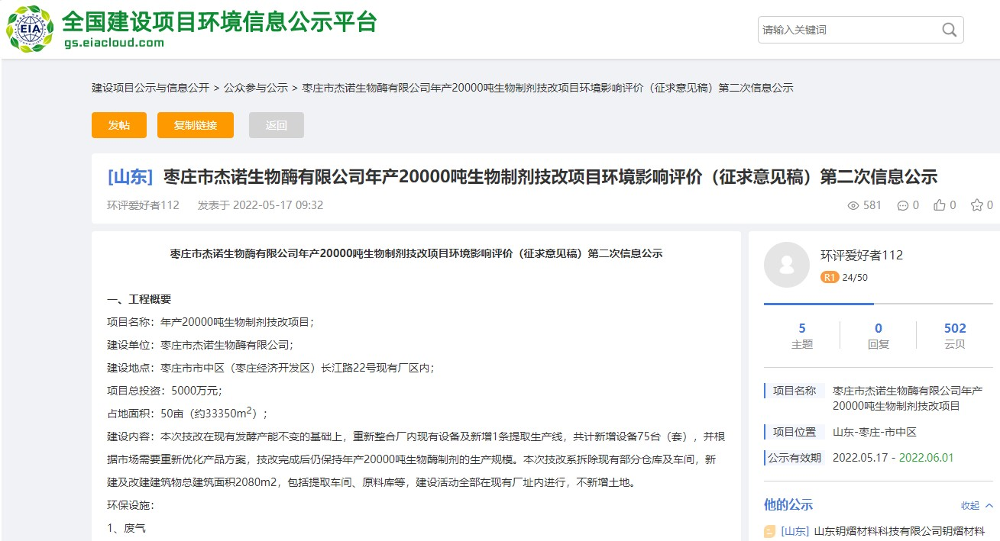 EIA
全国建设项目环境信息公示平台
gs.eiacloud.com
请输入关键词
建设项目公示与信息公开 > 公众参与公示 > 枣庄市杰诺生物酶有限公司年产20000吨生物制剂技改项目环境影响评价（征求意见稿）第二次信息公示
发帖
复制链接
返回
[山东] 枣庄市杰诺生物酶有限公司年产20000吨生物制剂技改项目环境影响评价（征求意见稿）第二次信息公示
环评爱好者112 发表于 2022-05-17 09:32
581 0 0 0
枣庄市杰诺生物酶有限公司年产20000吨生物制剂技改项目环境影响评价（征求意见稿）第二次信息公示
一、工程概要
项目名称：年产20000吨生物制剂技改项目；
建设单位：枣庄市杰诺生物酶有限公司；
建设地点：枣庄市市中区（枣庄经济开发区）长江路22号现有厂区内；
项目总投资：5000万元；
占地面积：50亩（约33350m²）；
建设内容：本次技改在现有发酵产能不变的基础上，重新整合厂内现有设备及新增1条提取生产线，共计新增设备75台（套），并根
据市场需要重新优化产品方案，技改完成后仍保持年产20000吨生物酶制剂的生产规模。本次技改系拆除现有部分仓库及车间，新
建及改建建筑物总建筑面积2080m2，包括提取车间、原料库等，建设活动全部在现有厂址内进行，不新增土地。
环保设施：
1、废气
环评爱好者112
R1 24/50
5
主题
0
回复
502
云贝
项目名称 枣庄市杰诺生物酶有限公司年产
20000吨生物制剂技改项目
项目位置 山东-枣庄-市中区
公示有效期 2022.05.17 - 2022.06.01
他的公示
收起
[山东] 山东钥熠材料科技有限公司钥熠材料